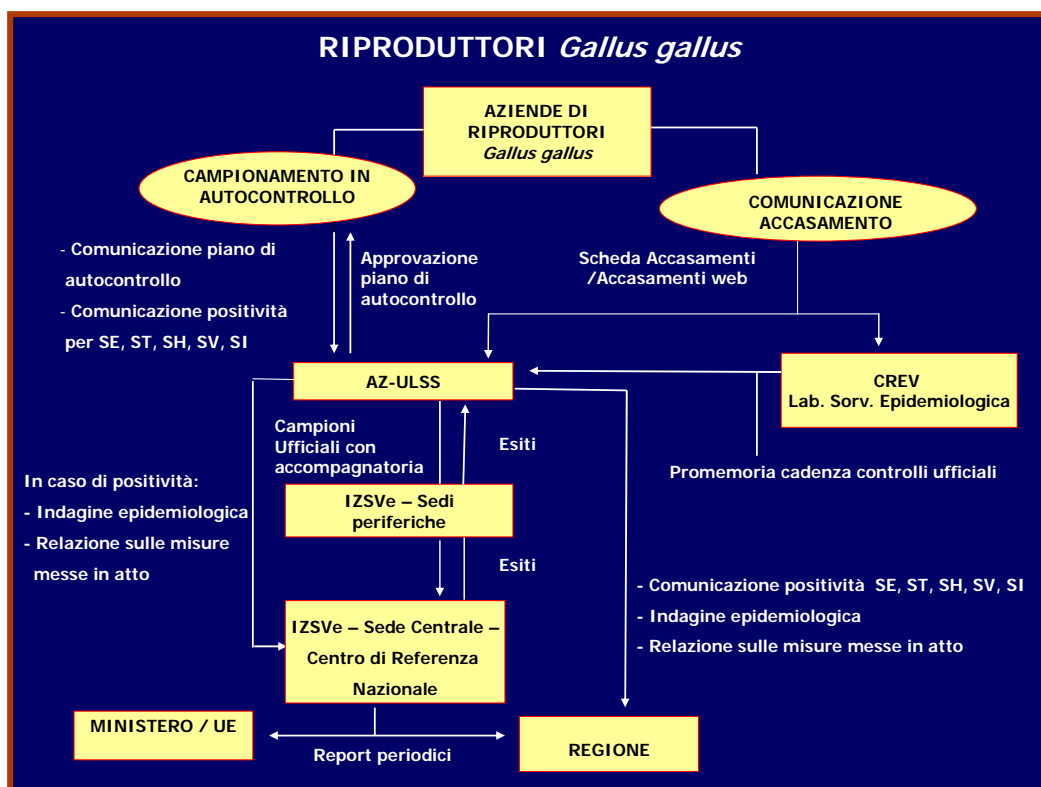 RIPRODUTTORI Gallus gallus
AZIENDE DI
RIPRODUTTORI
Gallus gallus
CAMPIONAMENTO IN
AUTOCONTROLLO
COMUNICAZIONE
ACCASAMENTO
- Comunicazione piano di
autocontrollo
- Comunicazione positività
per SE, ST, SH, SV, SI
Approvazione
piano di
autocontrollo
Scheda Accasamenti
/Accasamenti web
AZ-ULSS
CREV
Lab. Sorv. Epidemiologica
Campioni
Ufficiali con
accompagnatoria
Esiti
Promemoria cadenza controlli ufficiali
In caso di positività:
- Indagine epidemiologica
- Relazione sulle misure
messe in atto
IZSVe – Sedi
periferiche
Esiti
- Comunicazione positività SE, ST, SH, SV, SI
- Indagine epidemiologica
- Relazione sulle misure messe in atto
IZSVe – Sede Centrale –
Centro di Referenza
Nazionale
MINISTERO / UE
Report periodici
REGIONE